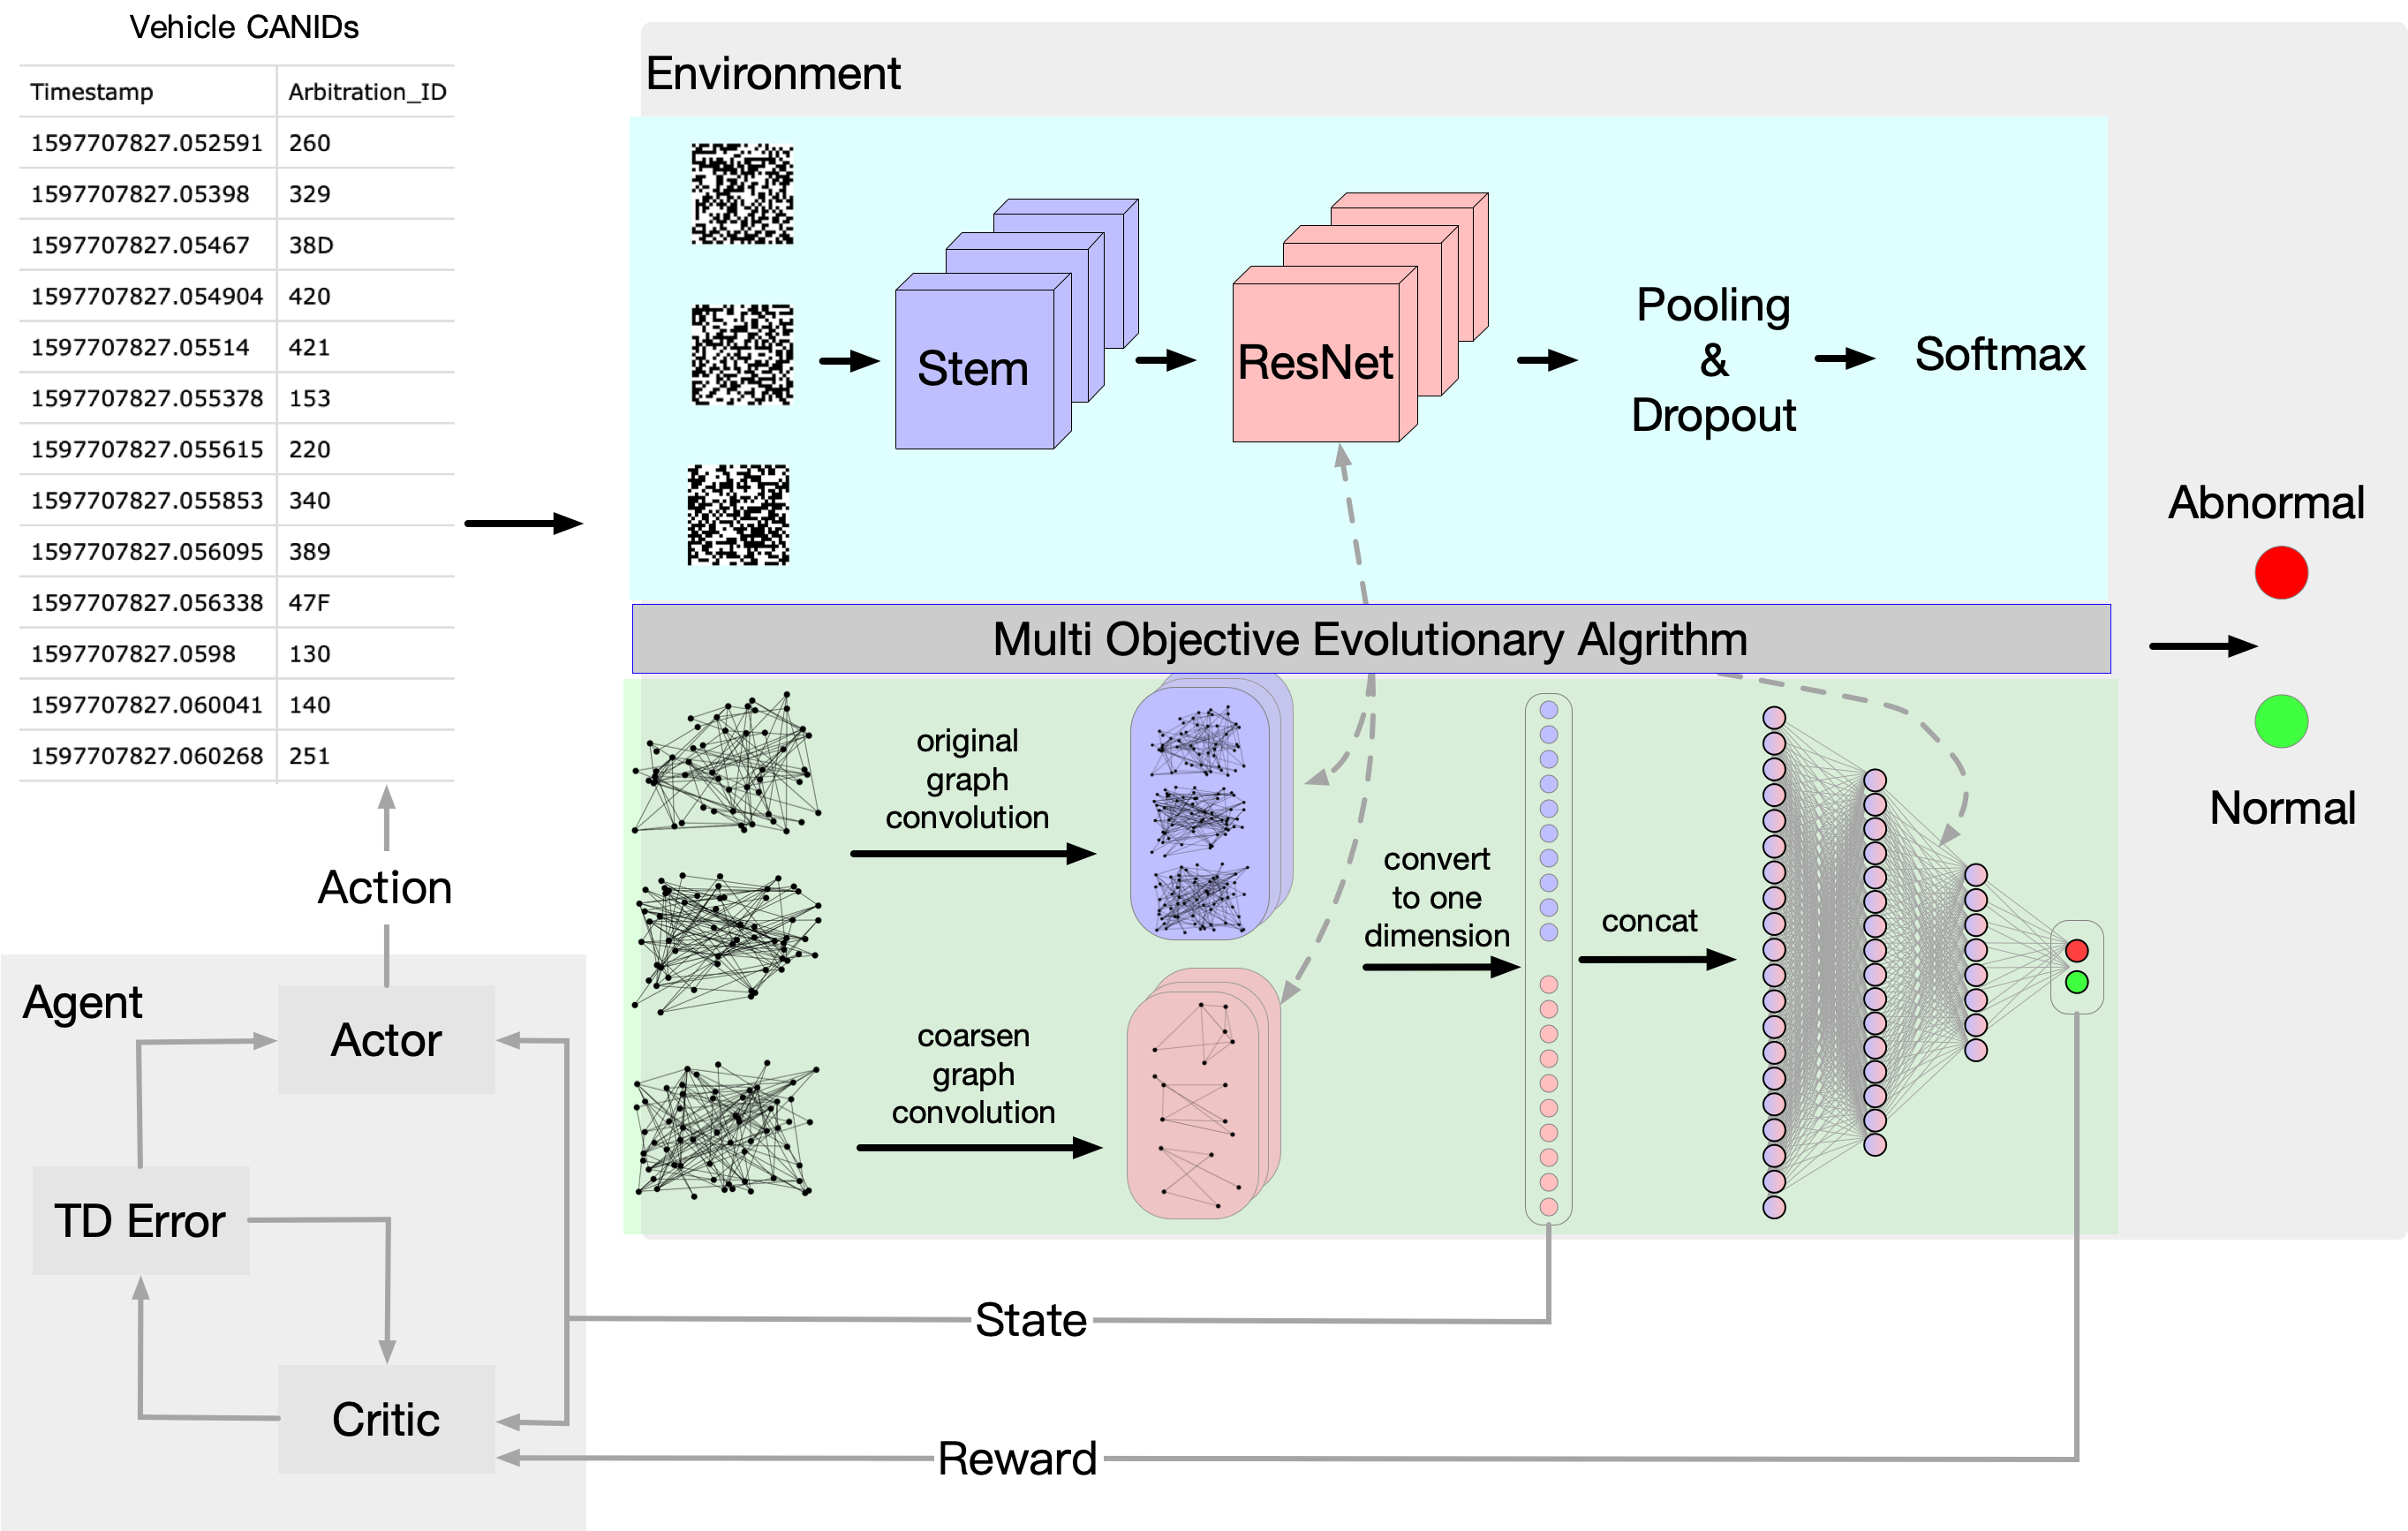 Vehicle CANIDs
Timestamp Arbitration_ID
1597707827.052591 260
1597707827.05398 329
1597707827.05467 38D
1597707827.054904 420
1597707827.05514 421
1597707827.055378 153
1597707827.055615 220
1597707827.055853 340
1597707827.056095 389
1597707827.056338 47F
1597707827.0598 130
1597707827.060041 140
1597707827.060268 251
Action
Agent
Actor
TD Error
Critic
Environment
Stem
ResNet
Pooling
&
Dropout
Softmax
Multi Objective Evolutionary Algrithm
original
graph
convolution
coarsen
graph
convolution
convert
to one
dimension
concat
Abnormal
Normal
State
Reward